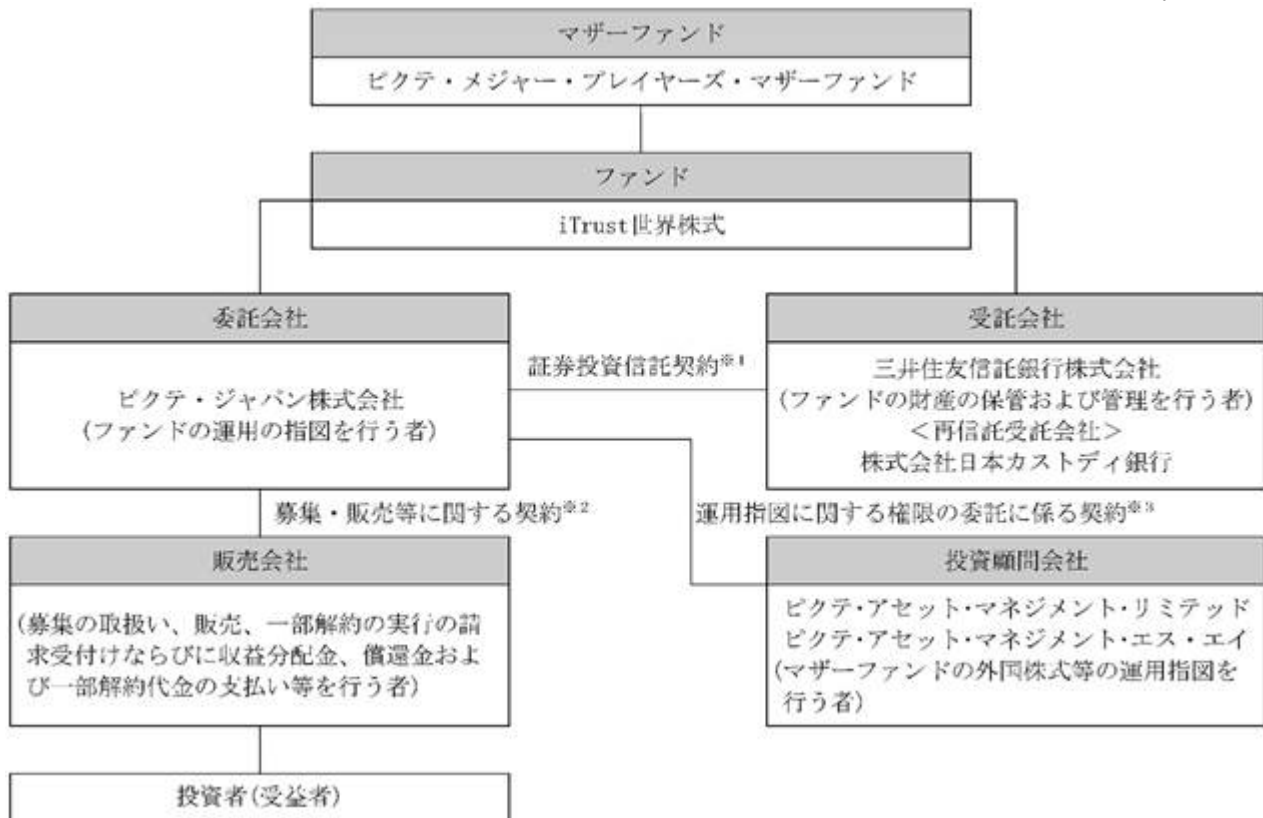 マザーファンド
ピクテ・メジャー・プレイヤーズ・マザーファンド
ファンド
iTrust世界株式
委託会社
ピクテ・ジャパン株式会社
(ファンドの運用の指図を行う者)
証券投資信託契約※1
受託会社
三井住友信託銀行株式会社
(ファンドの財産の保管および管理を行う者)
<再信託受託会社>
株式会社日本カストディ銀行
募集・販売等に関する契約※2
運用指図に関する権限の委託に係る契約※3
販売会社
(募集の取扱い、販売、一部解約の実行の請
求受付けならびに収益分配金、償還金およ
び一部解約代金の支払い等を行う者)
投資顧問会社
ピクテ・アセット・マネジメント・リミテッド
ピクテ・アセット・マネジメント・エス・エイ
(マザーファンドの外国株式等の運用指図を
行う者)
投資者(受益者)